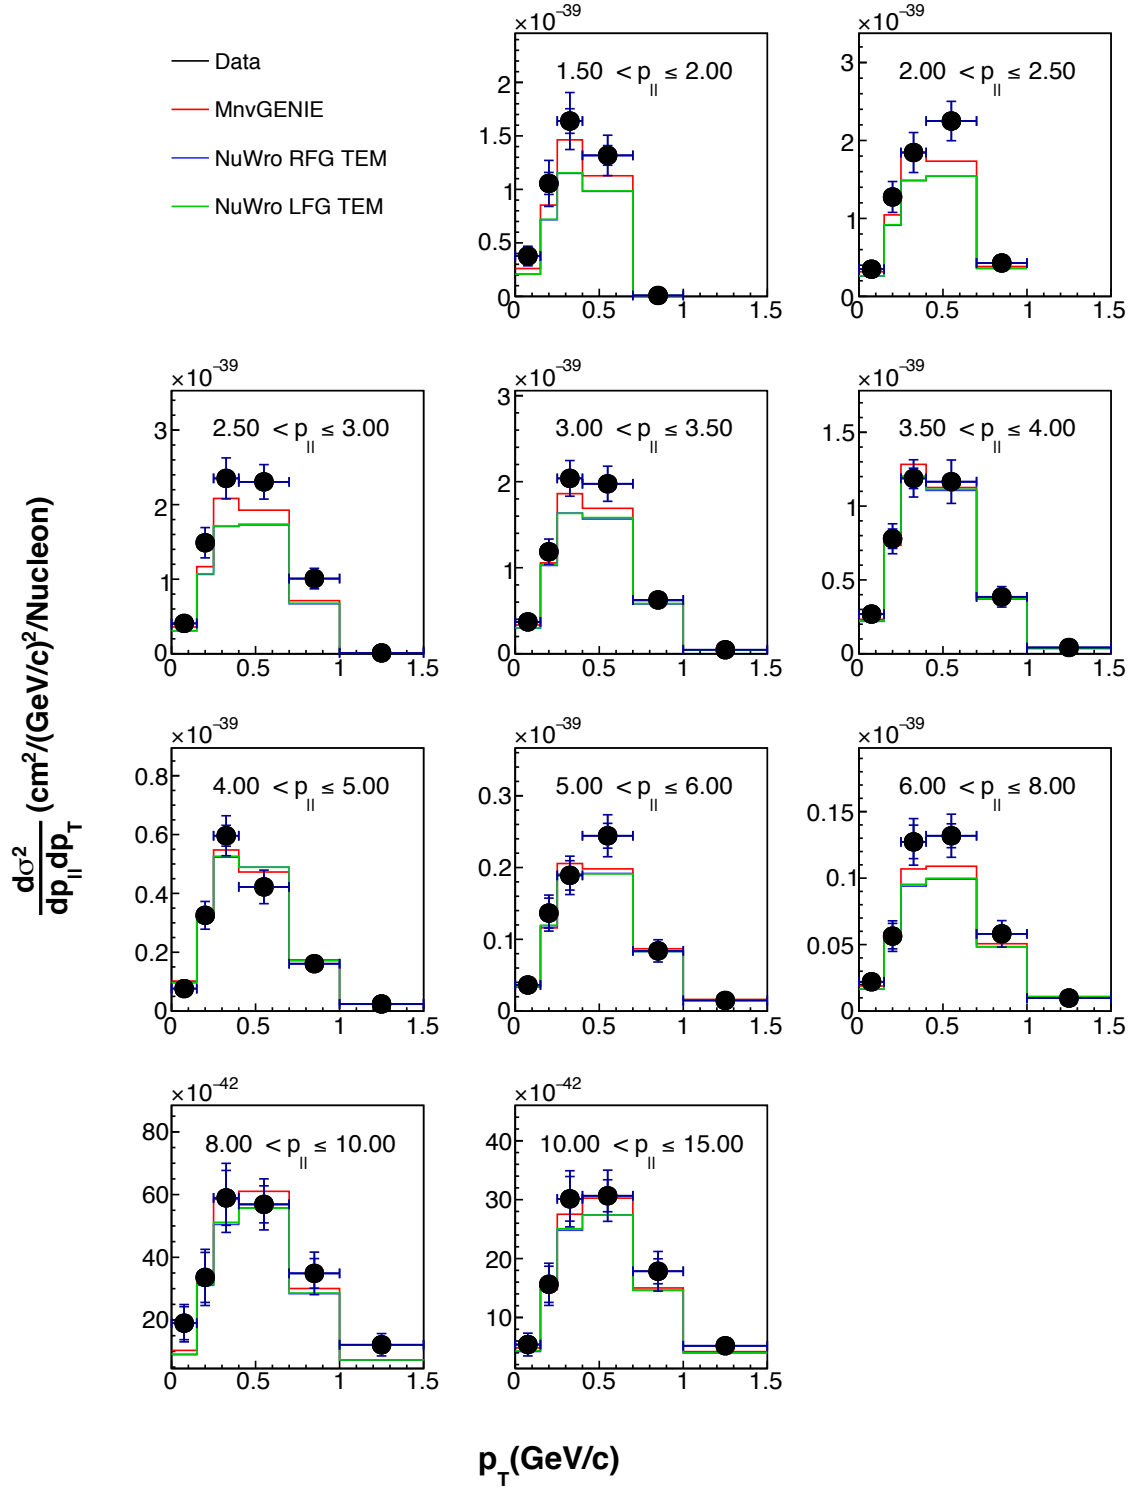 Data
MnvGENIE
NuWro RFG TEM
NuWro LFG TEM
×10⁻³⁹
1.50 < p_|| ≤ 2.00
2
1.5
1
0.5
0
0 0.5 1 1.5
×10⁻³⁹
2.00 < p_|| ≤ 2.50
3
2
1
0
0 0.5 1 1.5
×10⁻³⁹
2.50 < p_|| ≤ 3.00
3
2
1
0
0 0.5 1 1.5
×10⁻³⁹
3.00 < p_|| ≤ 3.50
3
2
1
0
0 0.5 1 1.5
×10⁻³⁹
3.50 < p_|| ≤ 4.00
1.5
1
0.5
0
0 0.5 1 1.5
dσ²/dp_||dp_T (cm²/(GeV/c)²/Nucleon)
×10⁻³⁹
4.00 < p_|| ≤ 5.00
0.8
0.6
0.4
0.2
0
0 0.5 1 1.5
×10⁻³⁹
5.00 < p_|| ≤ 6.00
0.3
0.2
0.1
0
0 0.5 1 1.5
×10⁻³⁹
6.00 < p_|| ≤ 8.00
0.15
0.1
0.05
0
0 0.5 1 1.5
×10⁻⁴²
8.00 < p_|| ≤ 10.00
80
60
40
20
0 0.5 1 1.5
×10⁻⁴²
10.00 < p_|| ≤ 15.00
40
30
20
10
0 0.5 1 1.5
p_T(GeV/c)